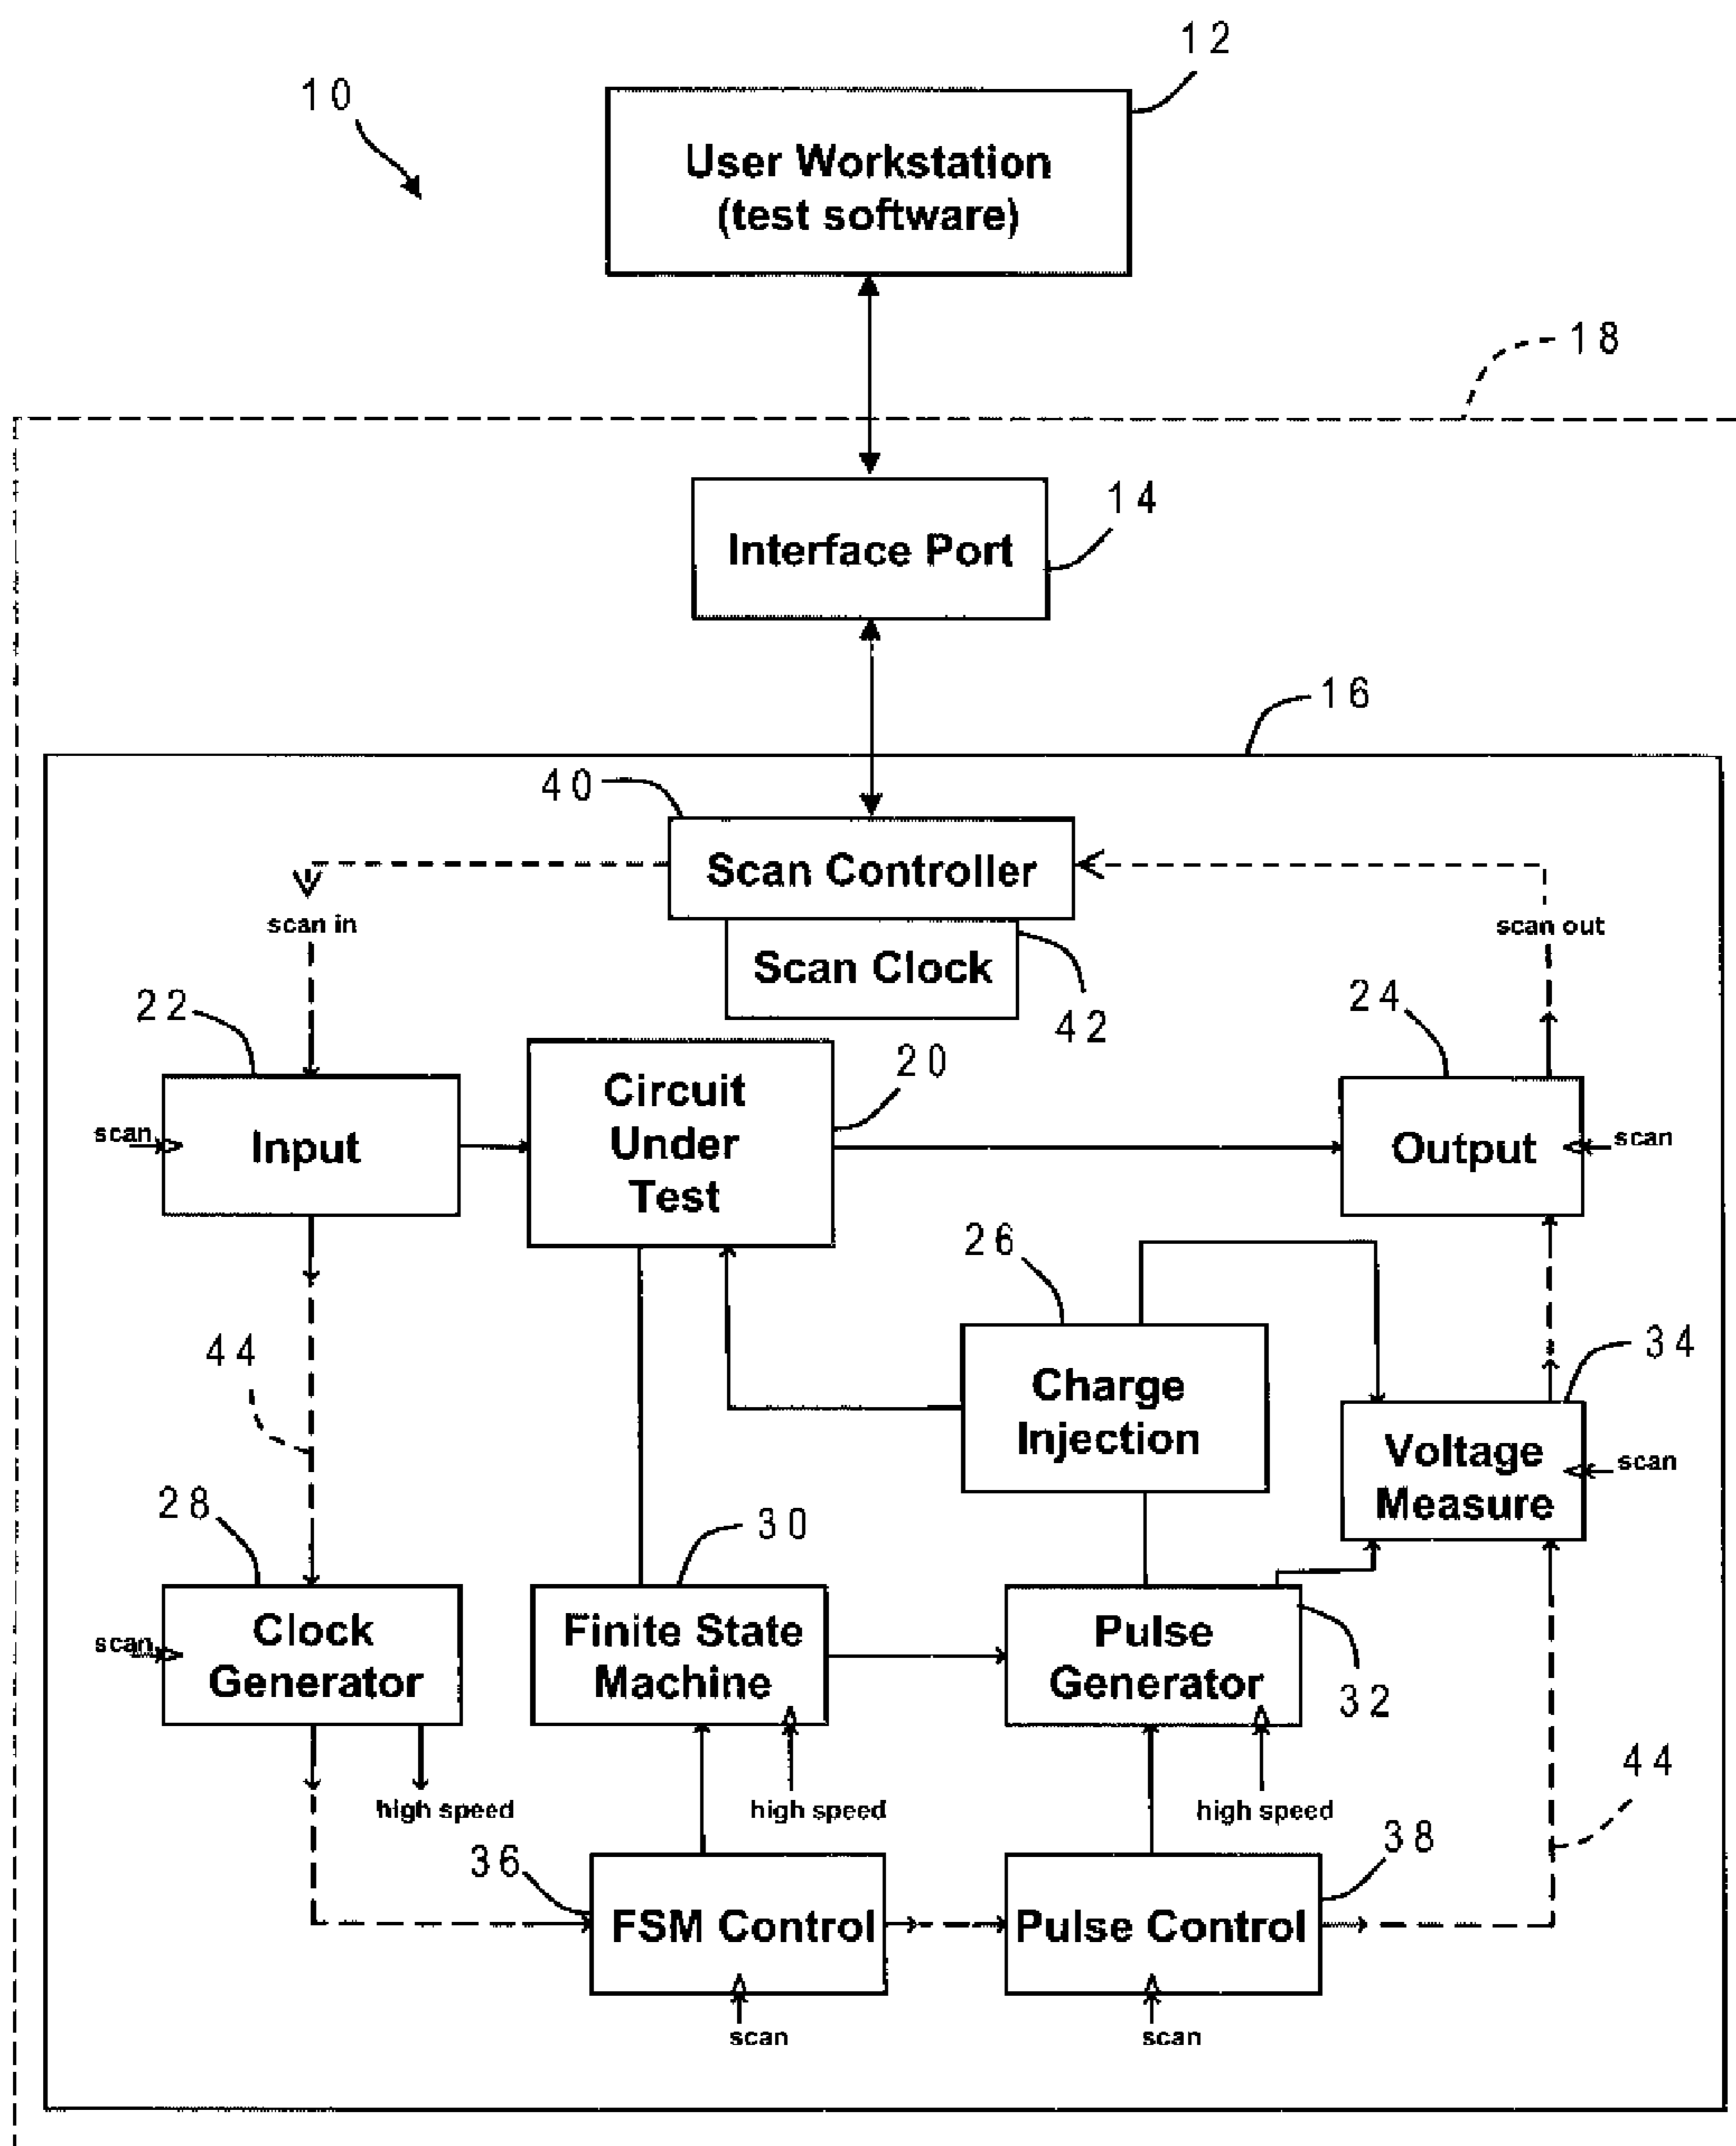 12
10
User Workstation
(test software)
18
14
Interface Port
16
40
Scan Controller
scan in
scan out
Scan Clock
42
22
24
20
Circuit
Under
Test
scan
Input
Output
scan
26
44
34
Charge
Injection
Voltage
Measure
scan
28
30
scan
Clock
Generator
Finite State
Machine
Pulse
Generator
32
44
high speed
high speed
high speed
36
38
FSM Control
Pulse Control
scan
scan